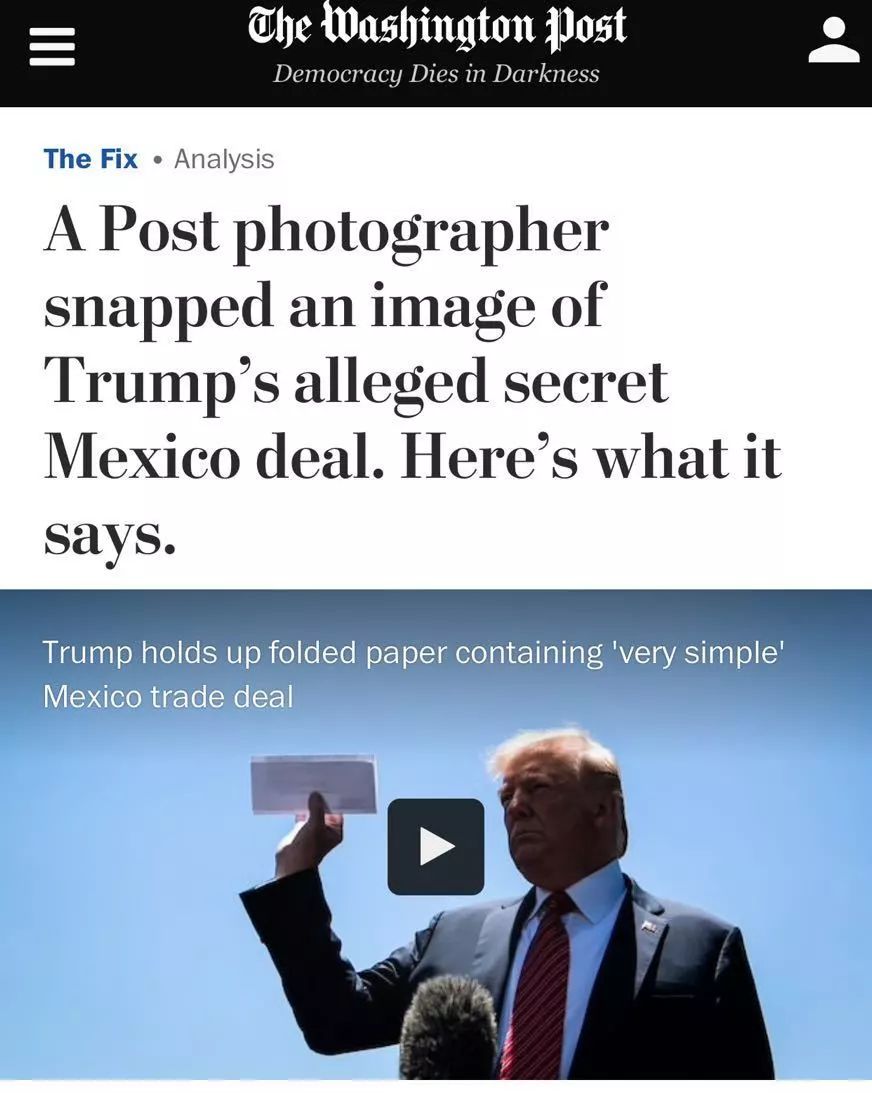 The Washington Post
Democracy Dies in Darkness
The Fix • Analysis
A Post photographer
snapped an image of
Trump’s alleged secret
Mexico deal. Here’s what it
says.
Trump holds up folded paper containing 'very simple'
Mexico trade deal